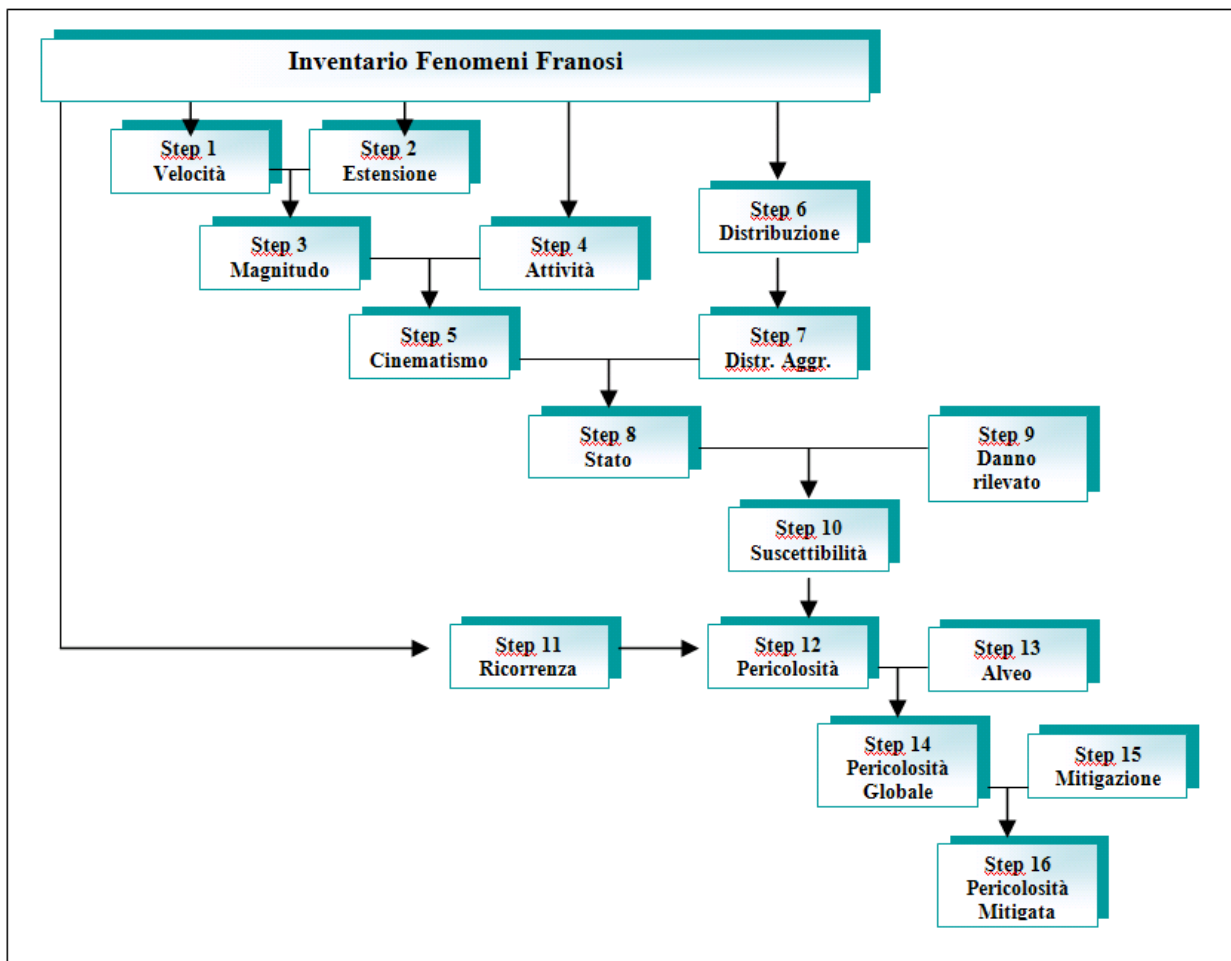 Inventario Fenomeni Franosi
Step 1
Velocità
Step 2
Estensione
Step 3
Magnitudo
Step 4
Attività
Step 6
Distribuzione
Step 5
Cinematismo
Step 7
Distr. Aggr.
Step 8
Stato
Step 9
Danno
rilevato
Step 10
Suscettibilità
Step 11
Ricorrenza
Step 12
Pericolosità
Step 13
Alveo
Step 14
Pericolosità
Globale
Step 15
Mitigazione
Step 16
Pericolosità
Mitigata